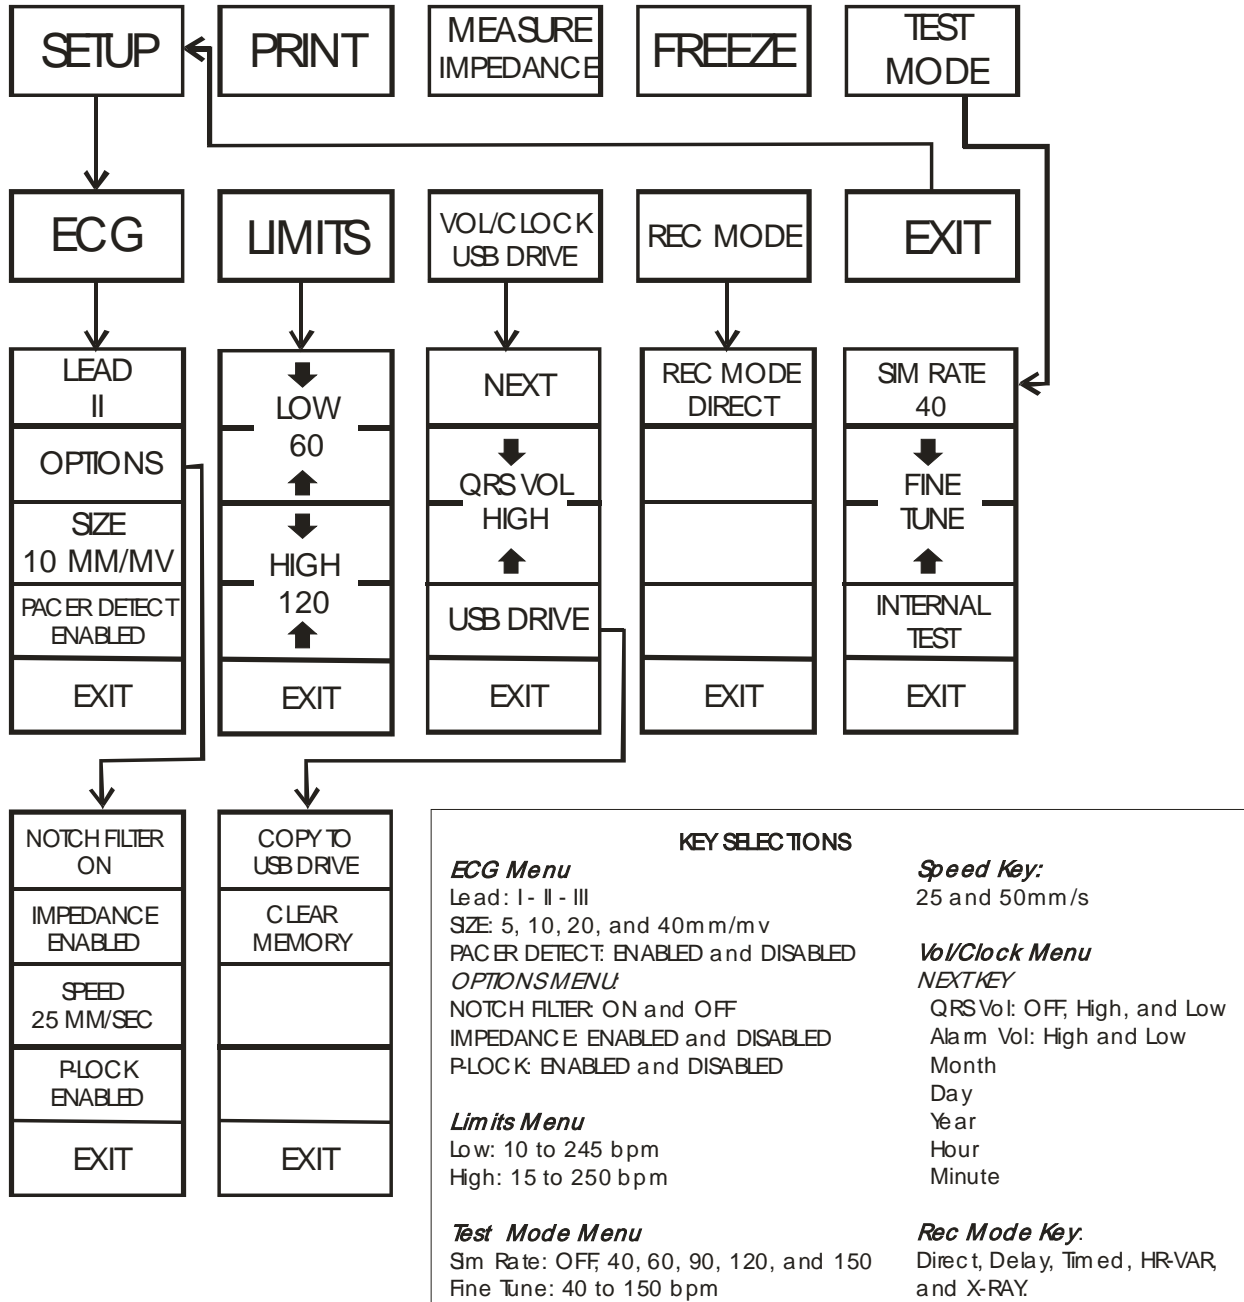 SETUP
PRINT
MEASURE
IMPEDANCE
FREEZE
TEST
MODE
ECG
LIMITS
VOL/CLOCK
USB DRIVE
REC MODE
EXIT
LEAD
II
OPTIONS
SIZE
10 MM/MV
PACER DETECT
ENABLED
EXIT
LOW
60
HIGH
120
EXIT
NEXT
QRS VOL
HIGH
USB DRIVE
EXIT
REC MODE
DIRECT
EXIT
SIM RATE
40
FINE
TUNE
INTERNAL
TEST
EXIT
NOTCH FILTER
ON
IMPEDANCE
ENABLED
SPEED
25 MM/SEC
P-LOCK
ENABLED
EXIT
COPY TO
USB DRIVE
CLEAR
MEMORY
EXIT
KEY SELECTIONS
ECG Menu
Lead: I - II - III
SIZE: 5, 10, 20, and 40mm/mv
PACER DETECT: ENABLED and DISABLED
OPTIONS MENU:
NOTCH FILTER: ON and OFF
IMPEDANCE: ENABLED and DISABLED
P-LOCK: ENABLED and DISABLED
Limits Menu
Low: 10 to 245 bpm
High: 15 to 250 bpm
Test Mode Menu
Sim Rate: OFF, 40, 60, 90, 120, and 150
Fine Tune: 40 to 150 bpm
Speed Key:
25 and 50mm/s
Vol/Clock Menu
NEXT KEY
QRS Vol: OFF, High, and Low
Alarm Vol: High and Low
Month
Day
Year
Hour
Minute
Rec Mode Key:
Direct, Delay, Timed, HR-VAR,
and X-RAY.